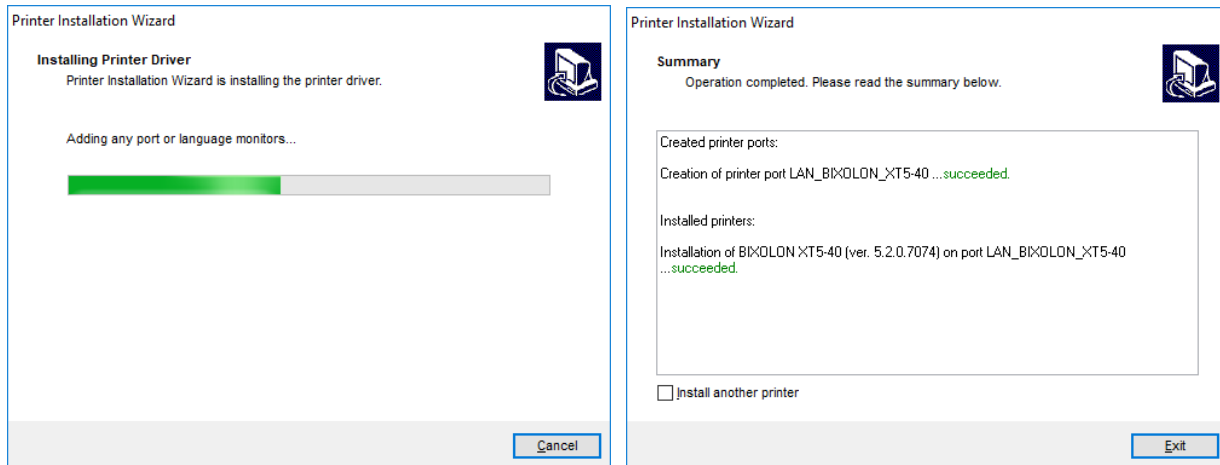 Printer Installation Wizard
Installing Printer Driver
Printer Installation Wizard is installing the printer driver.
Adding any port or language monitors...
Cancel
Printer Installation Wizard
Summary
Operation completed. Please read the summary below.
Created printer ports:
Creation of printer port LAN_BIXOLON_XT5-40 ...succeeded.
Installed printers:
Installation of BIXOLON XT5-40 (ver. 5.2.0.7074) on port LAN_BIXOLON_XT5-40
...succeeded.
Install another printer
Exit